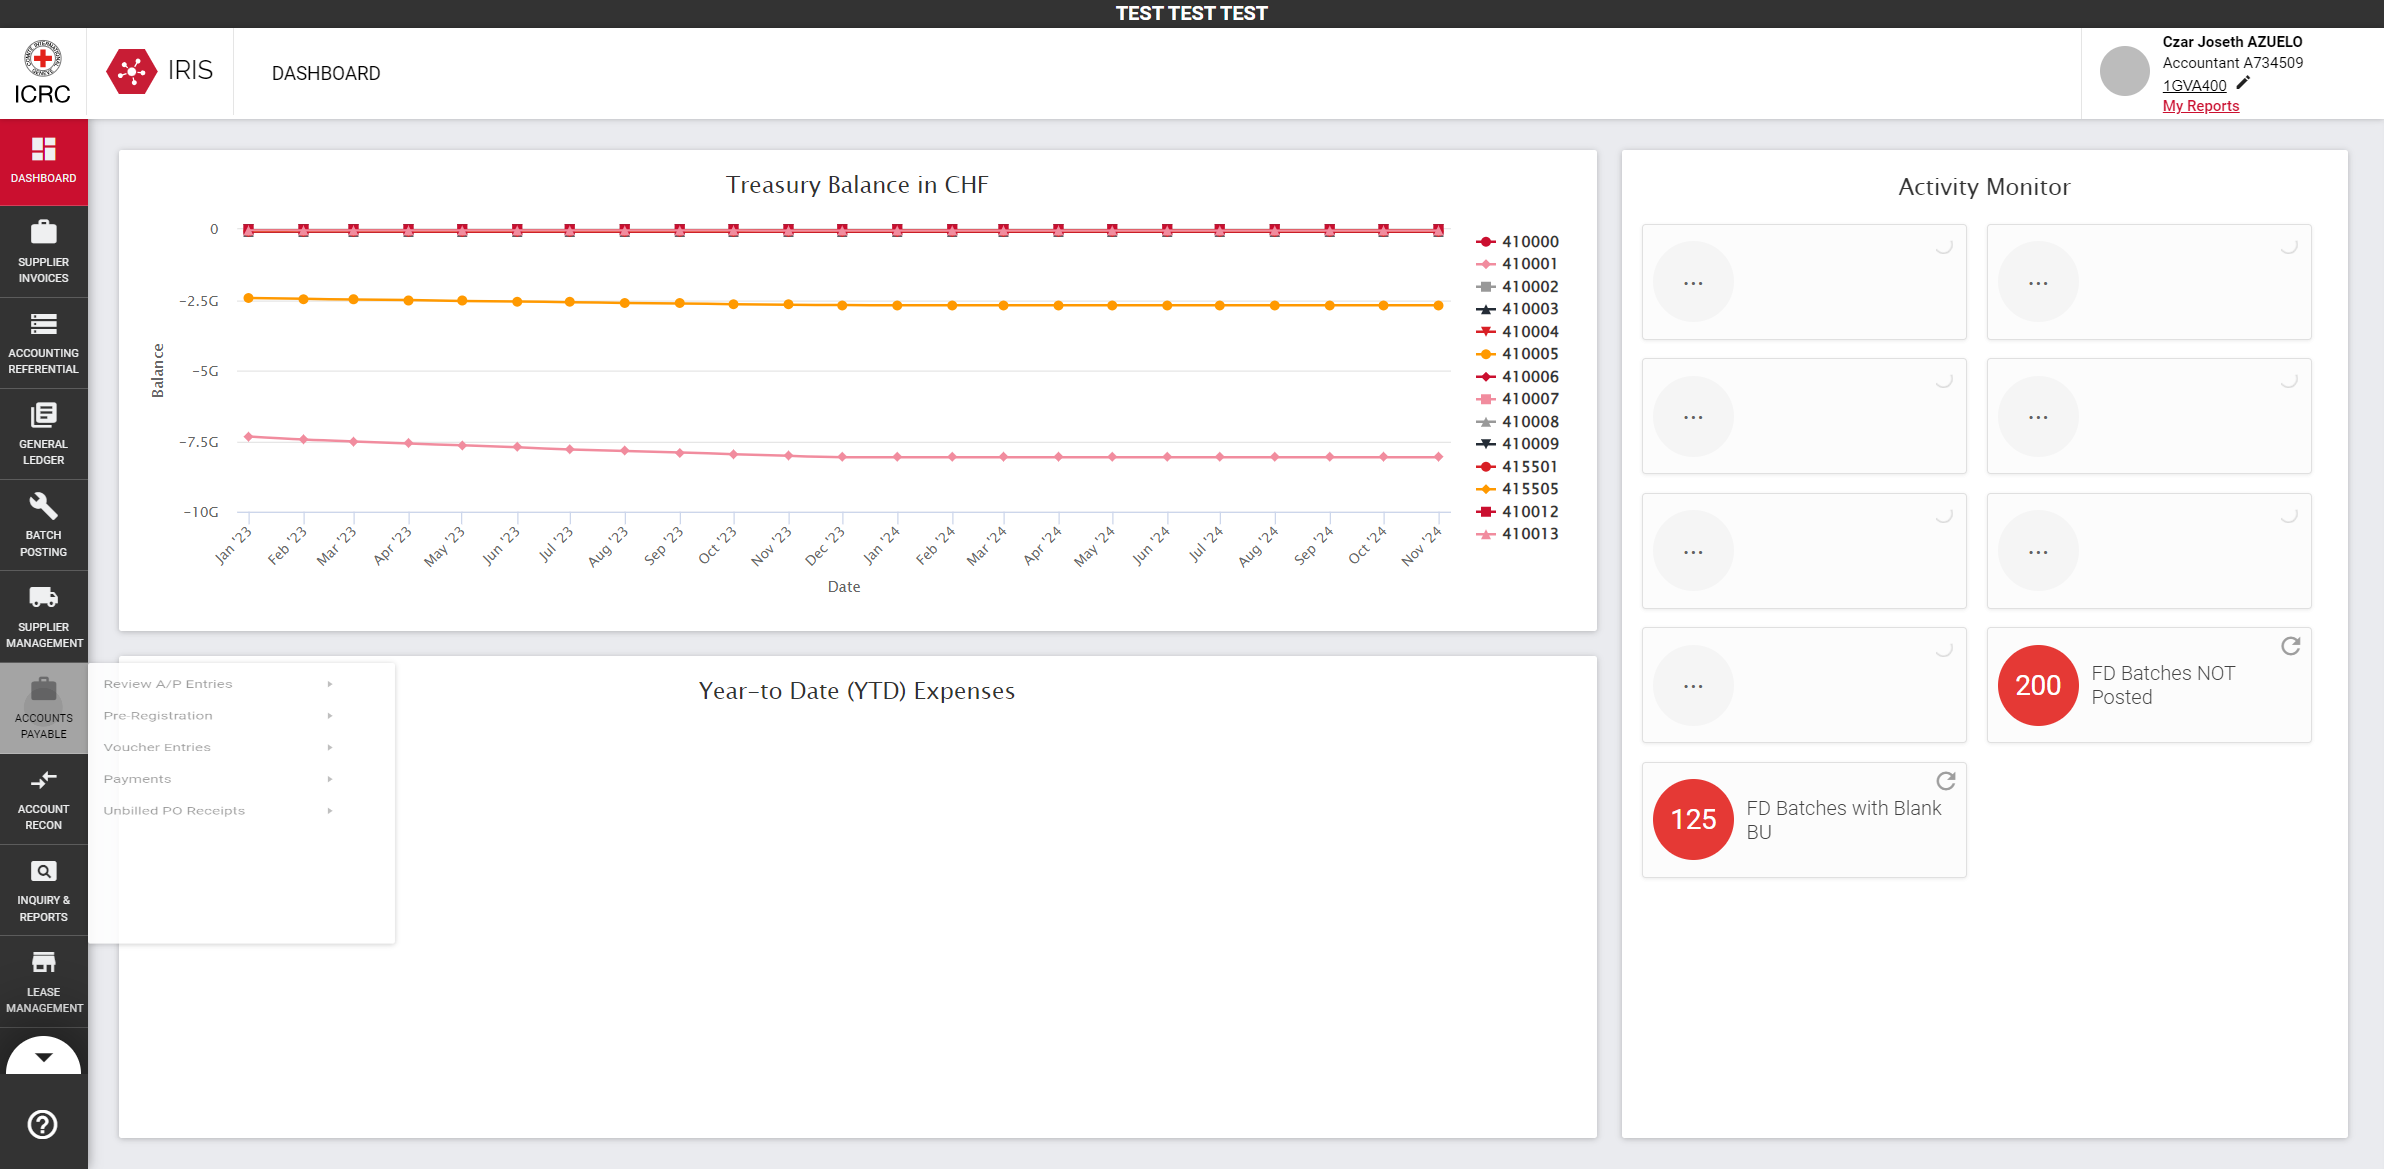 TEST TEST TEST
ICRC
IRIS
DASHBOARD
Czar Joseth AZUELO
Accountant A734509
1GVA400
My Reports
DASHBOARD
SUPPLIER
INVOICES
ACCOUNTING
REFERENTIAL
GENERAL
LEDGER
BATCH
POSTING
SUPPLIER
MANAGEMENT
ACCOUNTS
PAYABLE
ACCOUNT
RECON
INQUIRY &
REPORTS
LEASE
MANAGEMENT
Review A/P Entries
Pre-Registration
Voucher Entries
Payments
Unbilled PO Receipts
Treasury Balance in CHF
Balance
0
−2.5G
−5G
−7.5G
−10G
Jan '23
Feb '23
Mar '23
Apr '23
May '23
Jun '23
Jul '23
Aug '23
Sep '23
Oct '23
Nov '23
Dec '23
Jan '24
Feb '24
Mar '24
Apr '24
May '24
Jun '24
Jul '24
Aug '24
Sep '24
Oct '24
Nov '24
Date
410000
410001
410002
410003
410004
410005
410006
410007
410008
410009
415501
415505
410012
410013
Year-to Date (YTD) Expenses
Activity Monitor
...
...
...
...
...
...
...
200
FD Batches NOT
Posted
125
FD Batches with Blank
BU